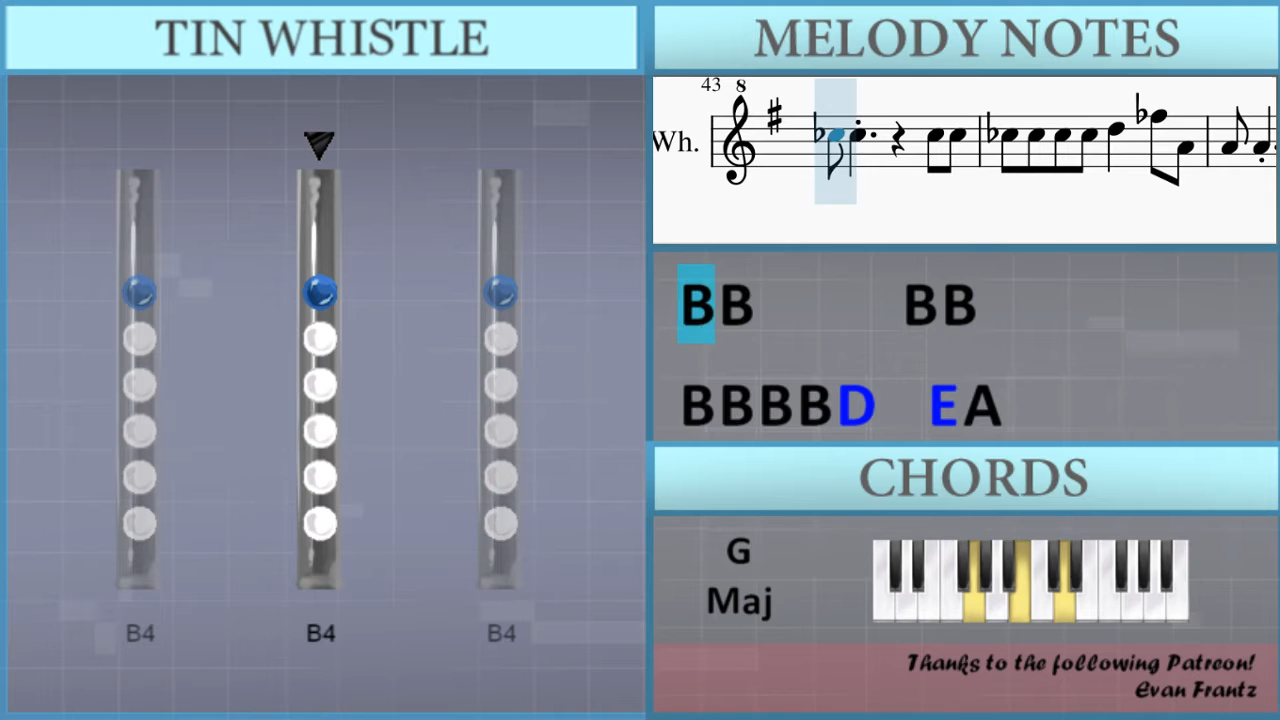 TIN WHISTLE
B4 B4 B4
MELODY NOTES
43 8
Wh.
BB BB
BBBBD EA
CHORDS
G
Maj
Thanks to the following Patreon!
Evan Frantz